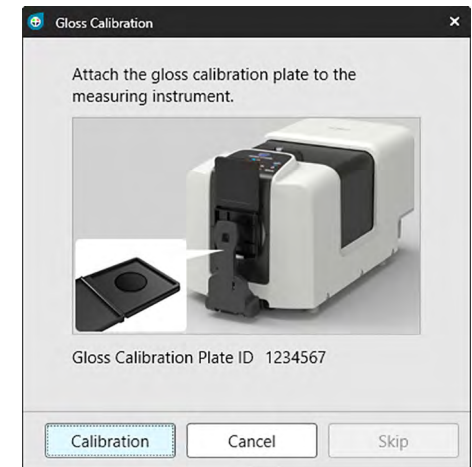 Gloss Calibration
Attach the gloss calibration plate to the
measuring instrument.
Gloss Calibration Plate ID 1234567
Calibration
Cancel
Skip